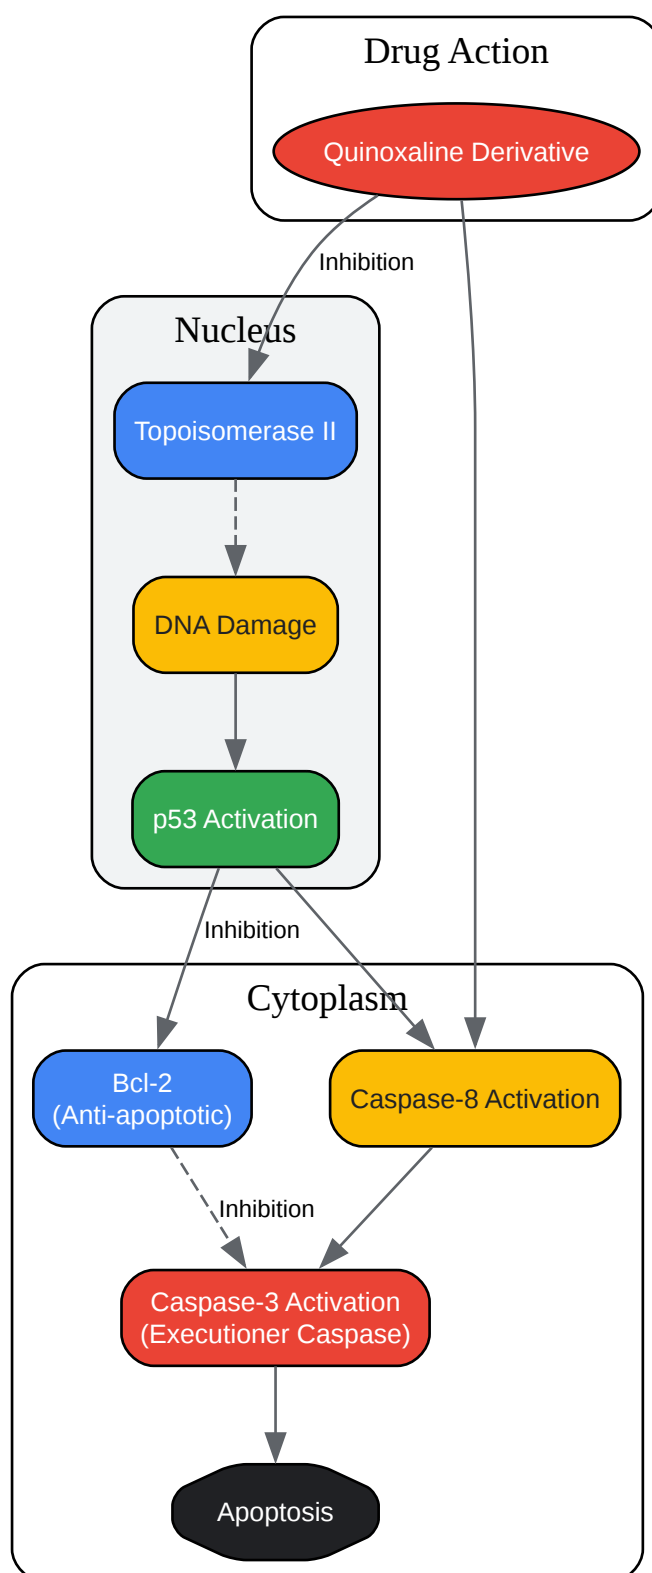 Drug Action
Quinoxaline Derivative
Inhibition
Nucleus
Topoisomerase II
DNA Damage
p53 Activation
Inhibition
Cytoplasm
Bcl-2
(Anti-apoptotic)
Caspase-8 Activation
Inhibition
Caspase-3 Activation
(Executioner Caspase)
Apoptosis